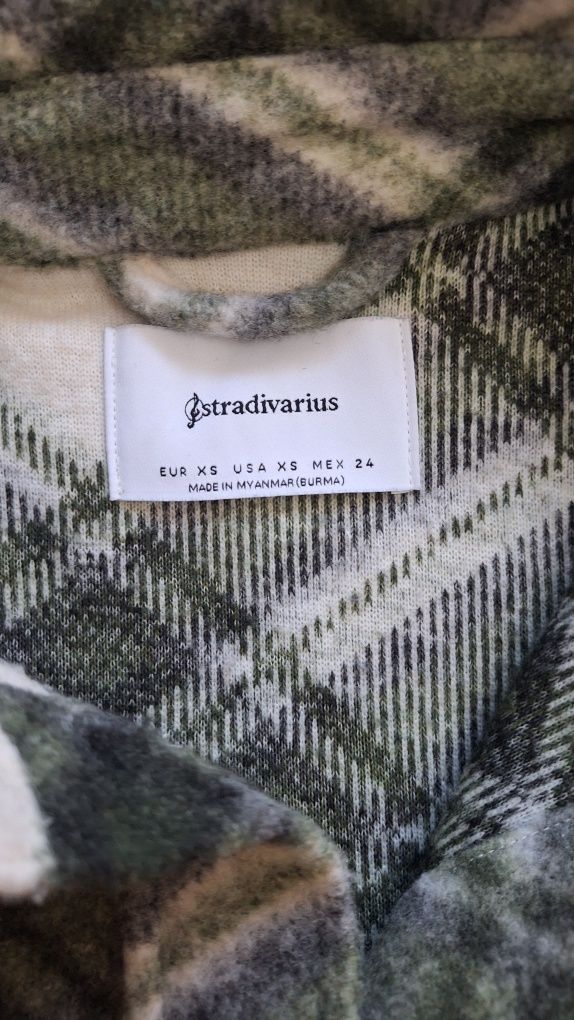 stradivarius
EUR XS USA XS MEX 24
MADE IN MYANMAR (BURMA)